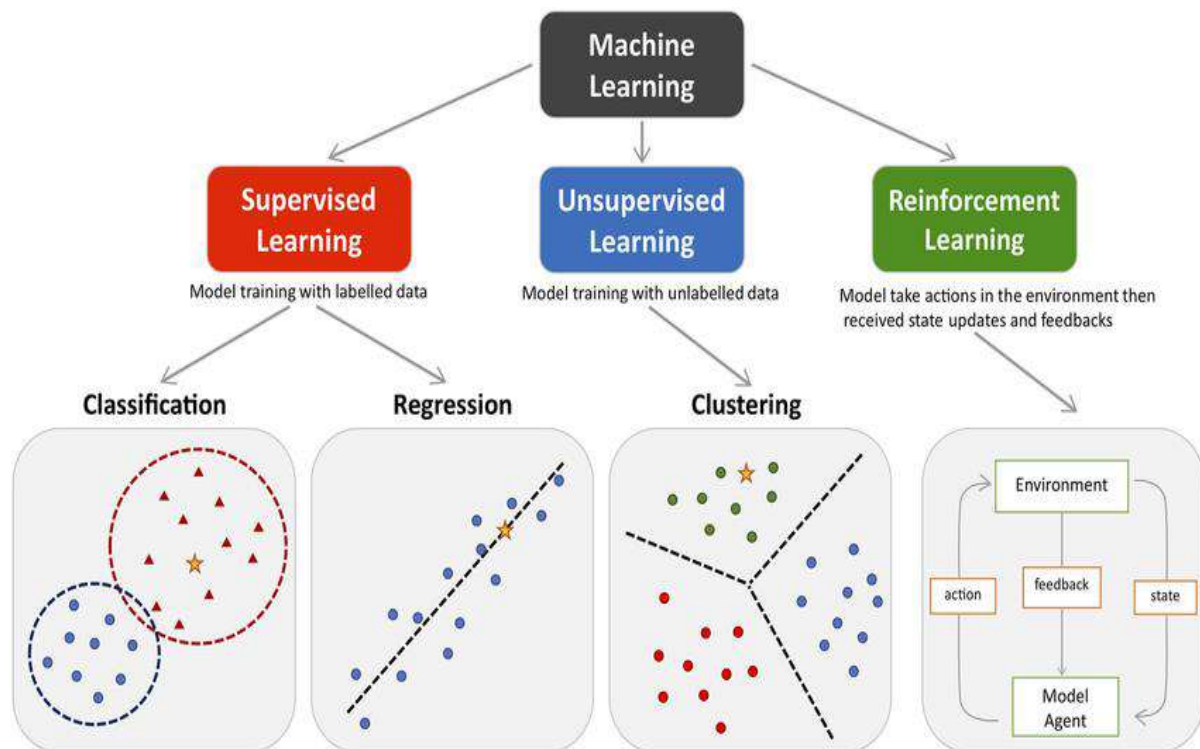 Machine
Learning
Supervised
Learning
Unsupervised
Learning
Reinforcement
Learning
Model training with labelled data
Model training with unlabelled data
Model take actions in the environment then
received state updates and feedbacks
Classification
Regression
Clustering
Environment
action
feedback
state
Model
Agent